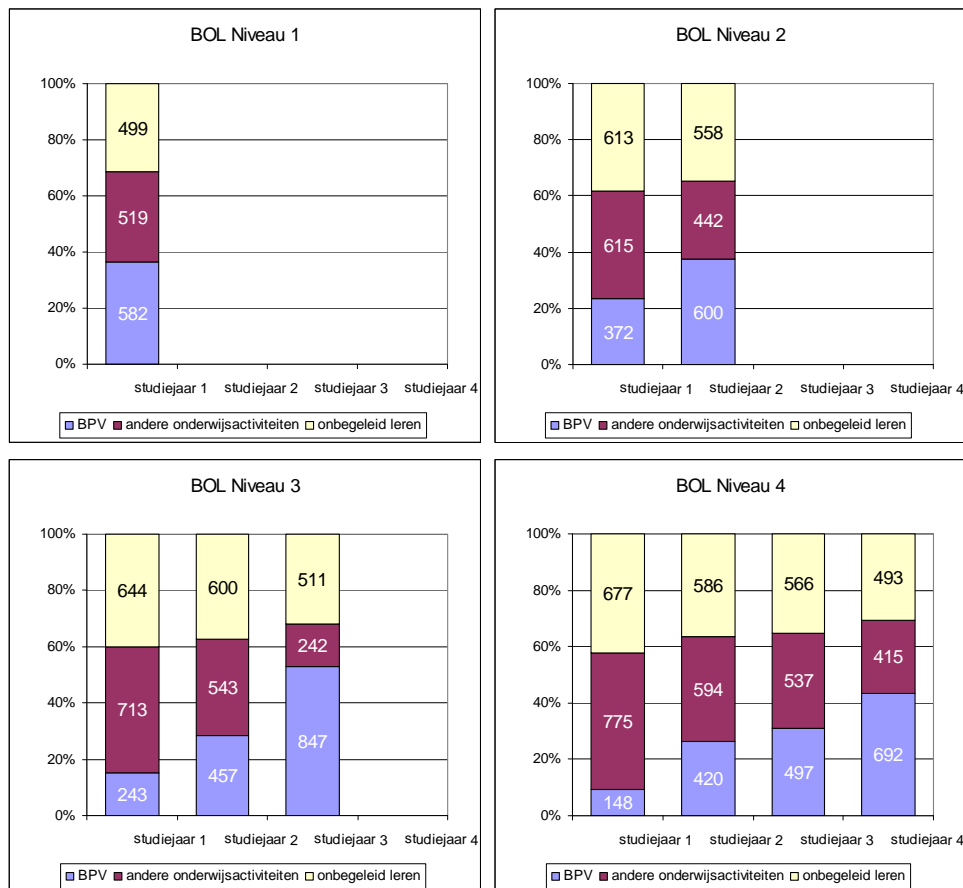 BOL Niveau 1
100%
80%
60%
40%
20%
0%
499
519
582
studiejaar 1 studiejaar 2 studiejaar 3 studiejaar 4
BPV andere onderwijsactiviteiten onbegeleid leren
BOL Niveau 2
100%
80%
60%
40%
20%
0%
613 558
615 442
372 600
studiejaar 1 studiejaar 2 studiejaar 3 studiejaar 4
BPV andere onderwijsactiviteiten onbegeleid leren
BOL Niveau 3
100%
80%
60%
40%
20%
0%
644 600 511
713 543 242
243 457 847
studiejaar 1 studiejaar 2 studiejaar 3 studiejaar 4
BPV andere onderwijsactiviteiten onbegeleid leren
BOL Niveau 4
100%
80%
60%
40%
20%
0%
677 586 566 493
775 594 537 415
148 420 497 692
studiejaar 1 studiejaar 2 studiejaar 3 studiejaar 4
BPV andere onderwijsactiviteiten onbegeleid leren